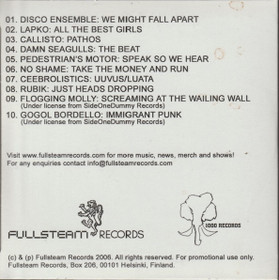 01. DISCO ENSEMBLE: WE MIGHT FALL APART
02. LAPKO: ALL THE BEST GIRLS
03. CALLISTO: PATHOS
04. DAMN SEAGULLS: THE BEAT
05. PEDESTRIAN'S MOTOR: SPEAK SO WE HEAR
06. NO SHAME: TAKE THE MONEY AND RUN
07. CEEBROLISTICS: UUVUS/LUATA
08. RUBIK: JUST HEADS DROPPING
09. FLOGGING MOLLY: SCREAMING AT THE WAILING WALL
(Under license from SideOneDummy Records)
10. GOGOL BORDELLO: IMMIGRANT PUNK
(Under license from SideOneDummy Records)
Visit www.fullsteamrecords.com for more music, news, merch and shows!
For any enquiries contact info@fullsteamrecords.com
FULLSTEAM RECORDS
1080 RECORDS
(c) & (p) Fullsteam Records 2006. All rights reserved. For promotional use only.
Fullsteam Records, Box 206, 00101 Helsinki, Finland.